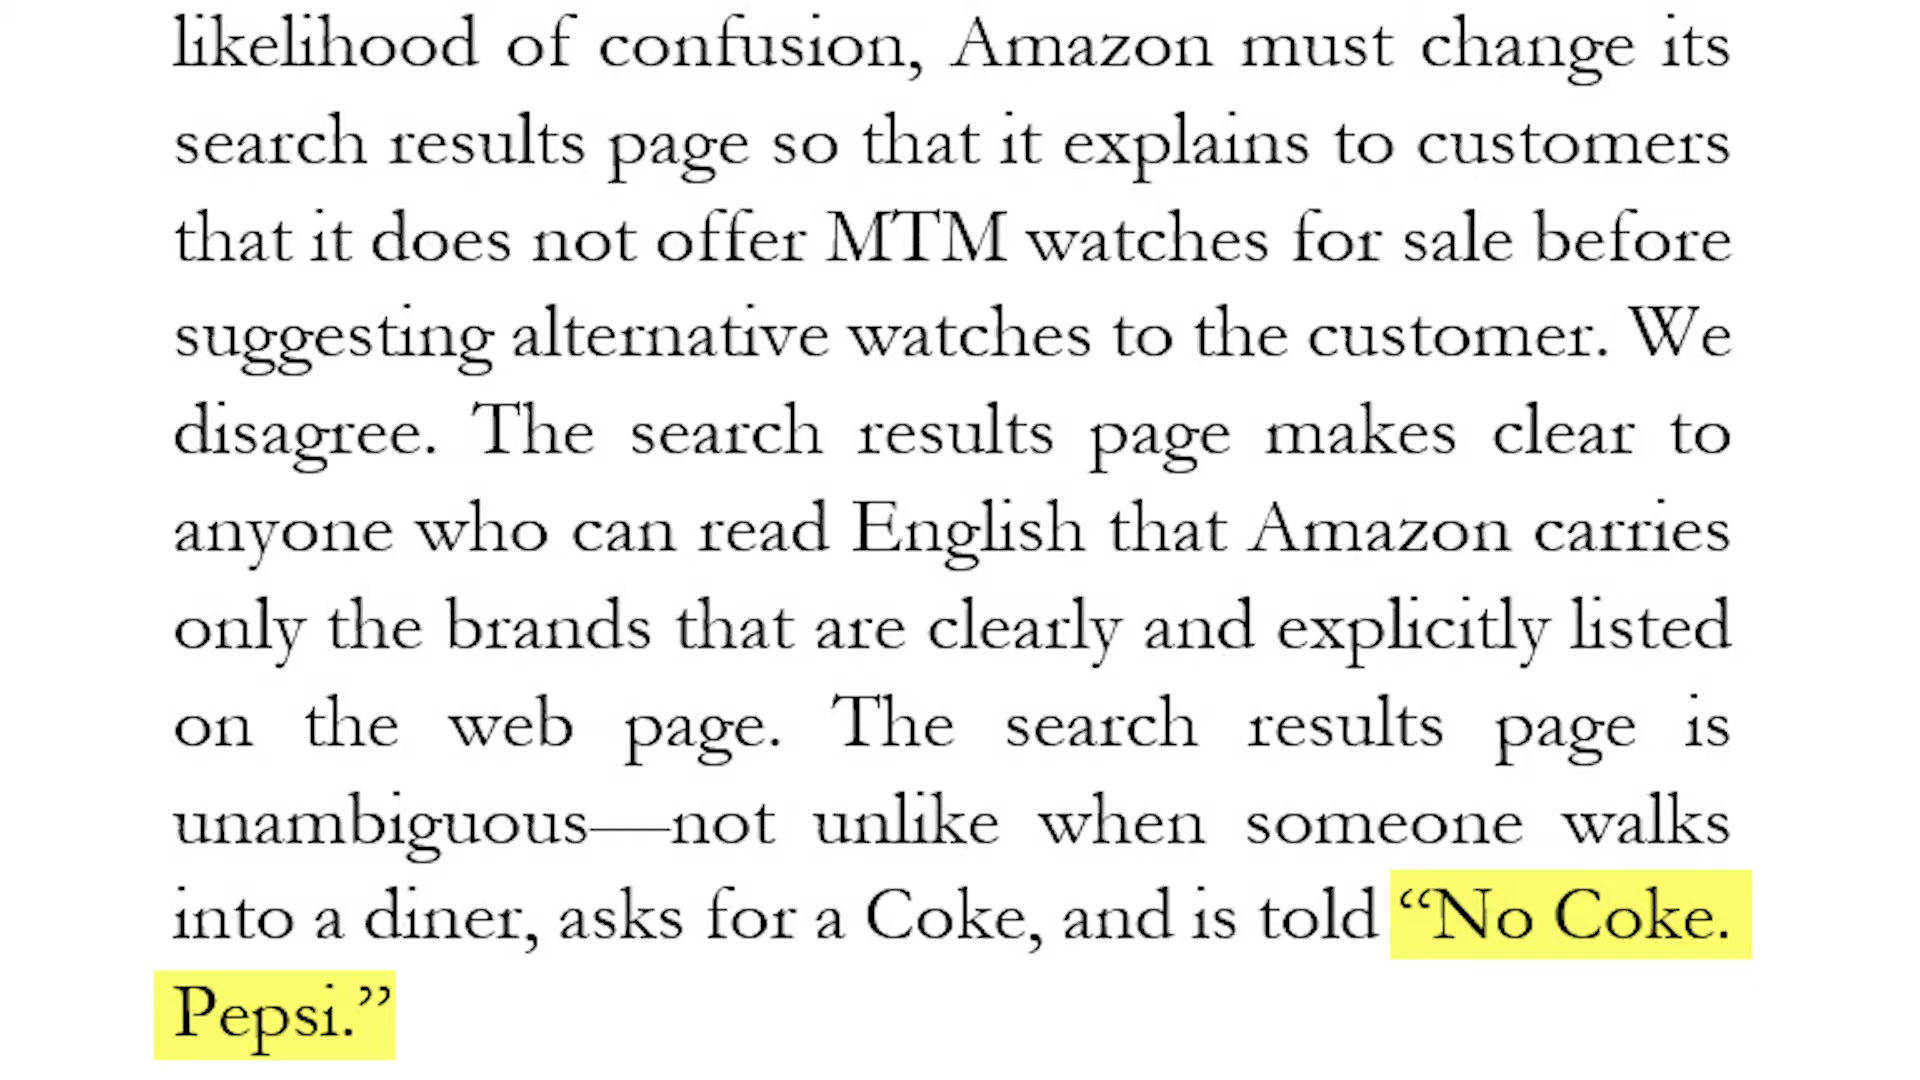 likelihood of confusion, Amazon must change its
search results page so that it explains to customers
that it does not offer MTM watches for sale before
suggesting alternative watches to the customer. We
disagree. The search results page makes clear to
anyone who can read English that Amazon carries
only the brands that are clearly and explicitly listed
on the web page. The search results page is
unambiguous—not unlike when someone walks
into a diner, asks for a Coke, and is told “No Coke.
Pepsi.”